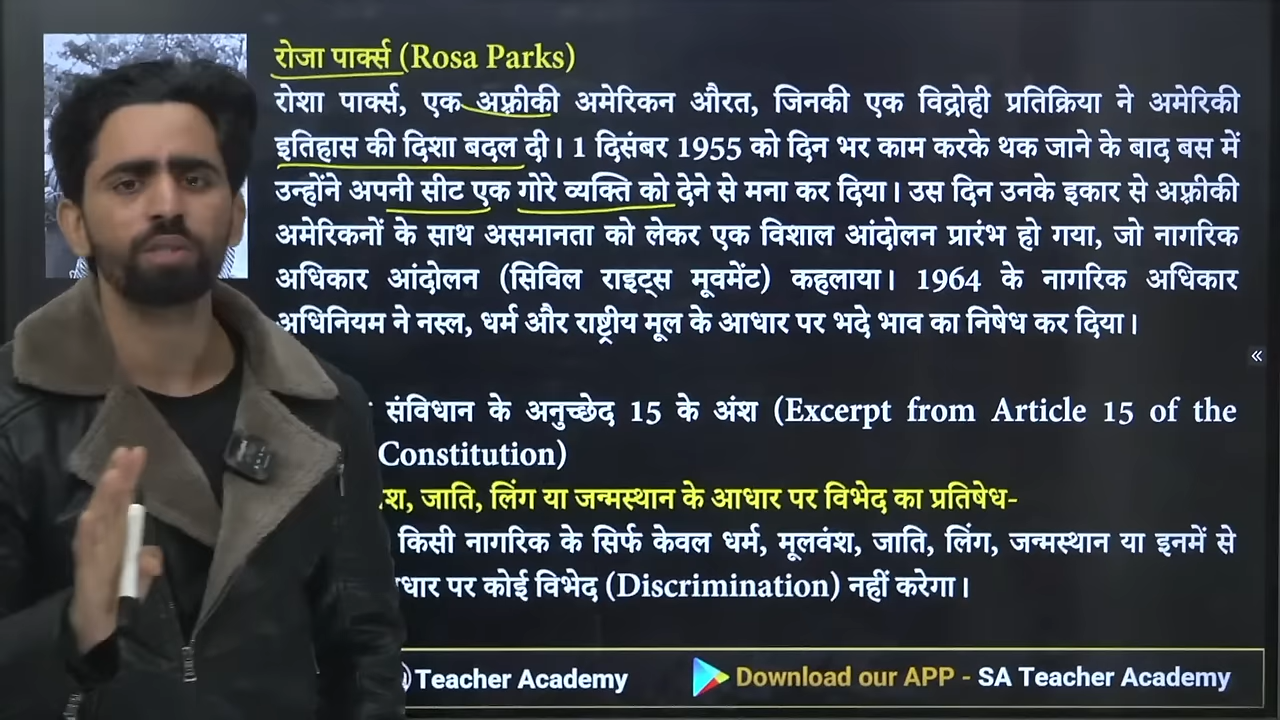 रोजा पार्क्स (Rosa Parks)
रोशा पार्क्स, एक अफ़्रीकी अमेरिकन औरत, जिनकी एक विद्रोही प्रतिक्रिया ने अमेरिकी
इतिहास की दिशा बदल दी। 1 दिसंबर 1955 को दिन भर काम करके थक जाने के बाद बस में
उन्होंने अपनी सीट एक गोरे व्यक्ति को देने से मना कर दिया। उस दिन उनके इकार से अफ़्रीकी
अमेरिकनों के साथ असमानता को लेकर एक विशाल आंदोलन प्रारंभ हो गया, जो नागरिक
अधिकार आंदोलन (सिविल राइट्स मूवमेंट) कहलाया। 1964 के नागरिक अधिकार
अधिनियम ने नस्ल, धर्म और राष्ट्रीय मूल के आधार पर भदे भाव का निषेध कर दिया।
«
संविधान के अनुच्छेद 15 के अंश (Excerpt from Article 15 of the
Constitution)
जाति, लिंग या जन्मस्थान के आधार पर विभेद का प्रतिषेध-
किसी नागरिक के सिर्फ केवल धर्म, मूलवंश, जाति, लिंग, जन्मस्थान या इनमें से
पर कोई विभेद (Discrimination) नहीं करेगा।
Teacher Academy
Download our APP - SA Teacher Academy